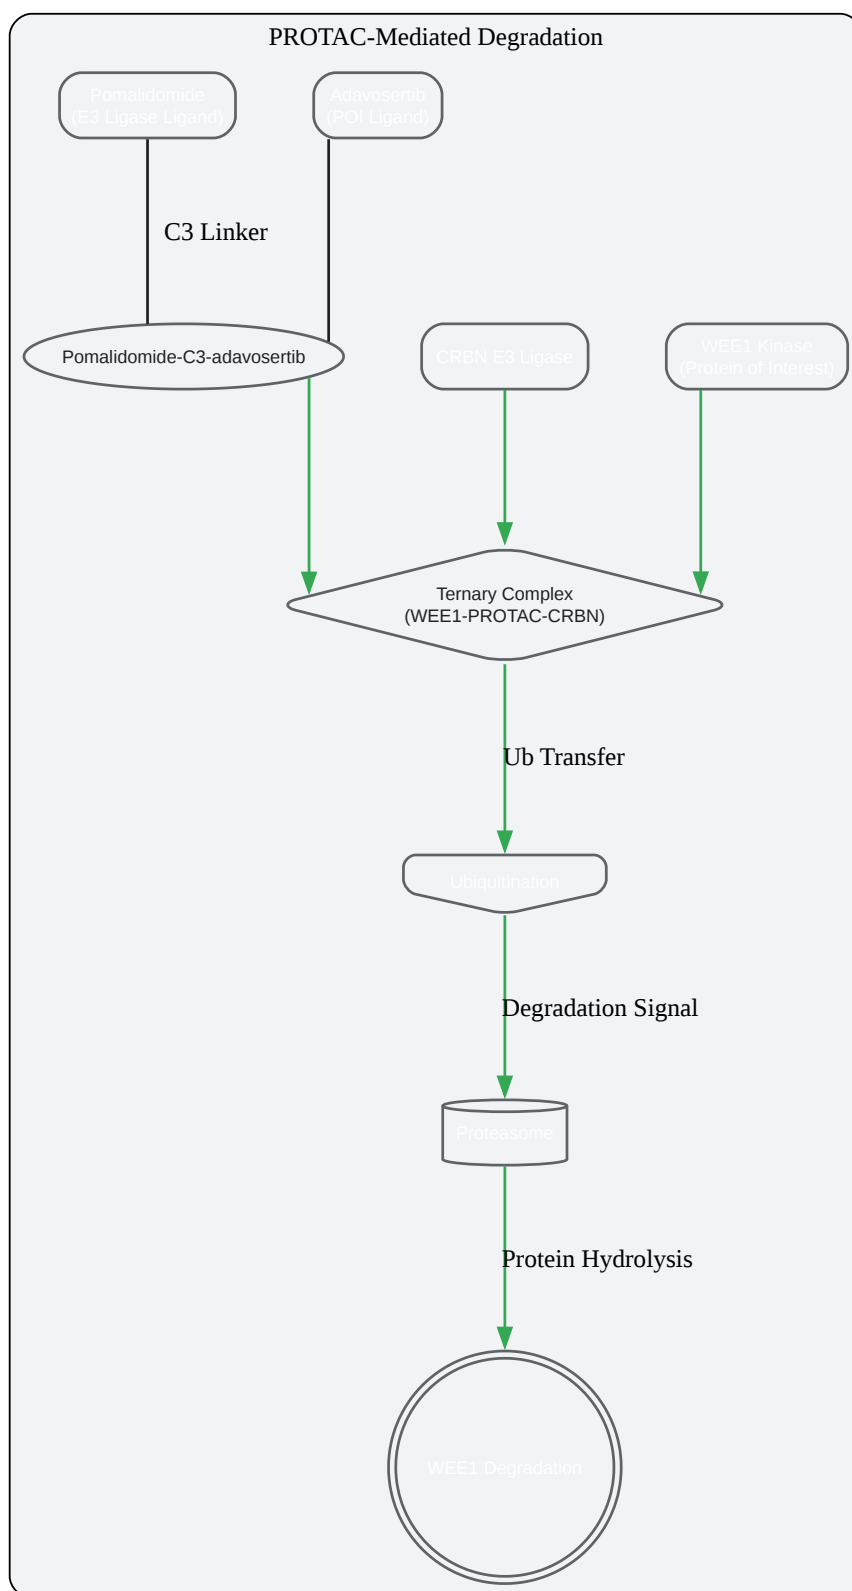 PROTAC-Mediated Degradation
Pomalidomide
(E3 Ligase Ligand)
Adavosertib
(POI Ligand)
C3 Linker
Pomalidomide-C3-adavosertib
CRBN E3 Ligase
WEE1 Kinase
(Protein of Interest)
Ternary Complex
(WEE1-PROTAC-CRBN)
Ub Transfer
Ubiquitination
Degradation Signal
Proteasome
Protein Hydrolysis
WEE1 Degradation